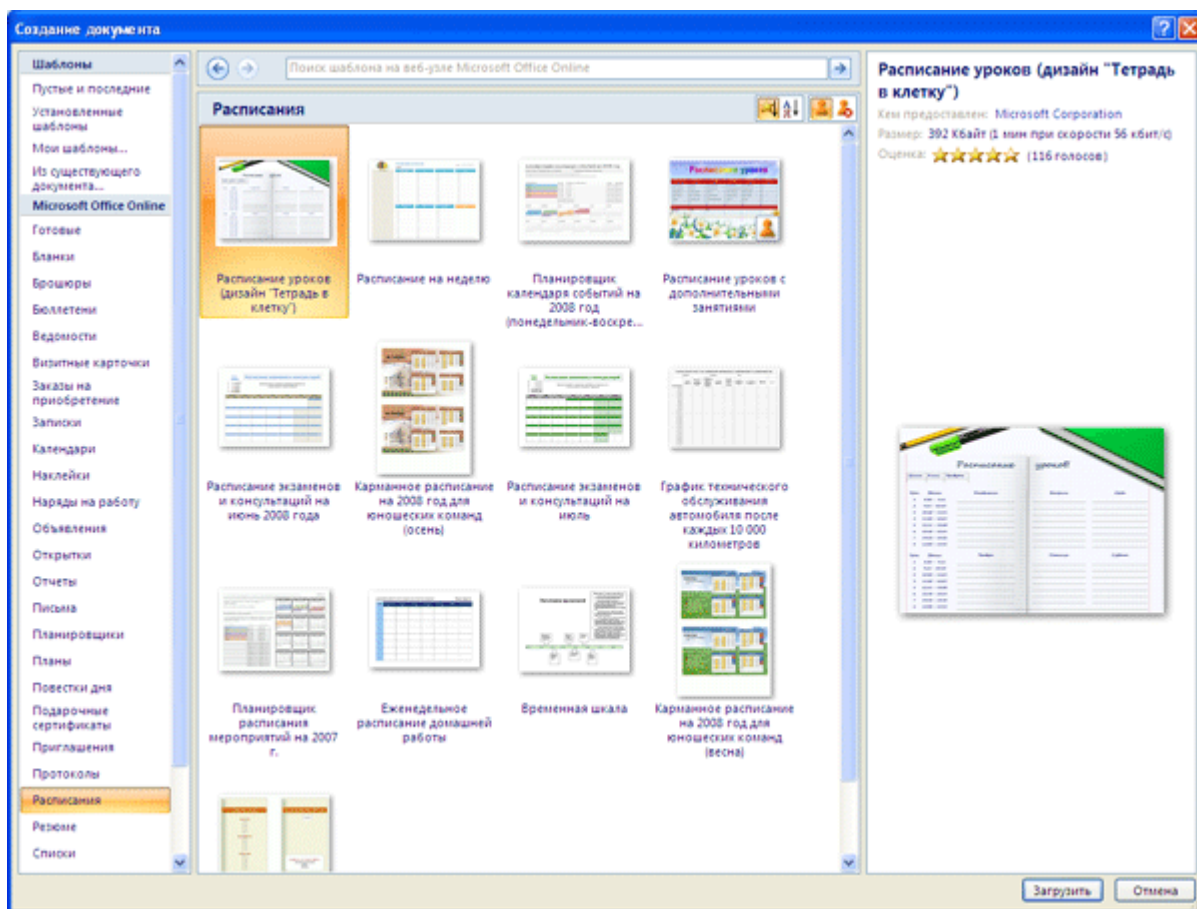 Создание документа
Шаблоны
Пустые и последние
Установленные
шаблоны
Мои шаблоны...
Из существующего
документа...
Microsoft Office Online
Готовые
Бланки
Брошюры
Бюллетени
Ведомости
Визитные карточки
Заказы на
приобретение
Записки
Календари
Наклейки
Наряды на работу
Объявления
Открытки
Отчеты
Письма
Планировщики
Планы
Повестки дня
Подарочные
сертификаты
Приглашения
Протоколы
Расписания
Резюме
Списки
Поиск шаблона на веб-узле Microsoft Office Online
Расписания
Расписание уроков
(дизайн "Тетрадь в
клетку")
Расписание на неделю
Планировщик
календаря событий на
2008 год
(понедельник-воскре...
Расписание уроков
Расписание уроков с
дополнительными
занятиями
Расписание экзаменов
и консультаций на
июнь 2008 года
Карманное расписание
на 2008 год для
юношеских команд
(осень)
Расписание экзаменов
и консультаций на
июль
График технического
обслуживания
автомобиля после
каждых 10 000
километров
Планировщик
расписания
мероприятий на 2007
г.
Еженедельное
расписание домашней
работы
Временная шкала
Карманное расписание
на 2008 год для
юношеских команд
(весна)
Расписание уроков (дизайн "Тетрадь
в клетку")
Кем предоставлен: Microsoft Corporation
Размер: 392 Кбайт (1 мин при скорости 56 кбит/с)
Оценка: (116 голосов)
Расписание уроков
Загрузить
Отмена